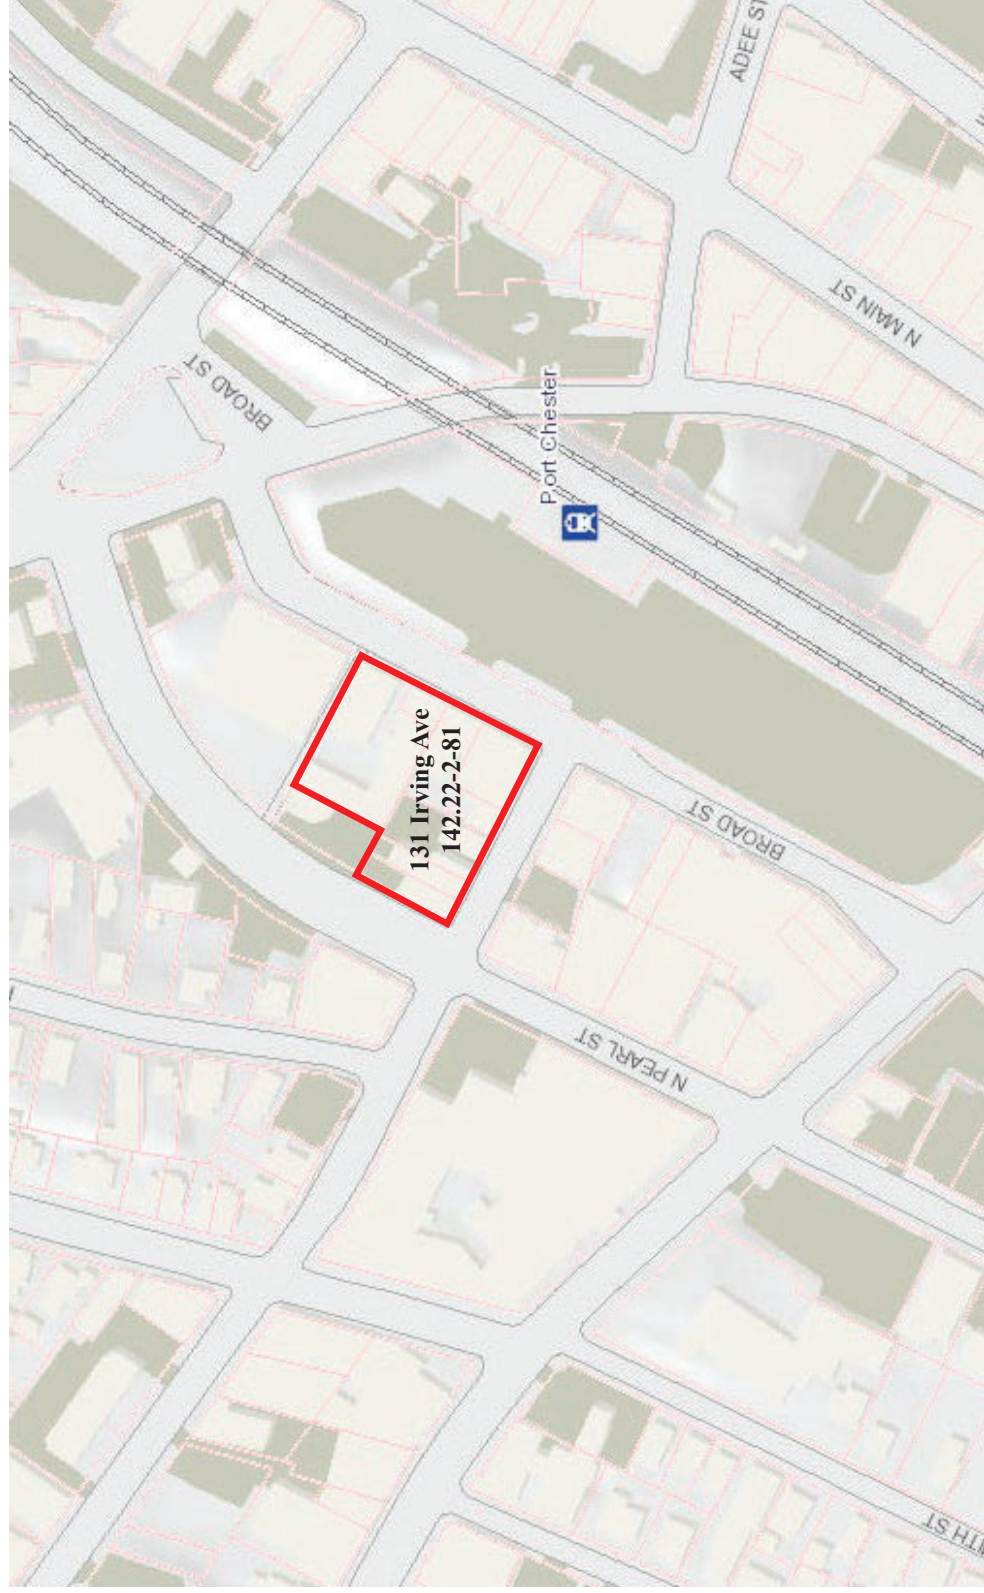 ADEE ST
N MAIN ST
BROAD ST
Port Chester
131 Irving Ave
142.22-2-81
BROAD ST
N PEARL ST